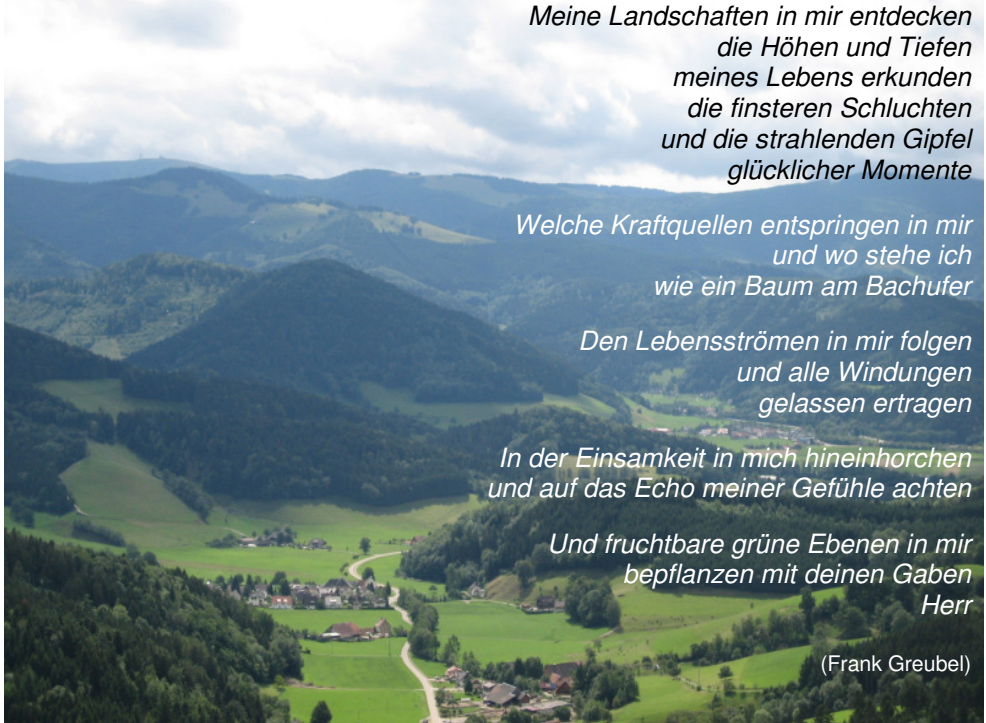 Meine Landschaften in mir entdecken
die Höhen und Tiefen
meines Lebens erkunden
die finsteren Schluchten
und die strahlenden Gipfel
glücklicher Momente
Welche Kraftquellen entspringen in mir
und wo stehe ich
wie ein Baum am Bachufer
Den Lebensströmen in mir folgen
und alle Windungen
gelassen ertragen
In der Einsamkeit in mich hineinhorchen
und auf das Echo meiner Gefühle achten
Und fruchtbare grüne Ebenen in mir
bepflanzen mit deinen Gaben
Herr
(Frank Greubel)